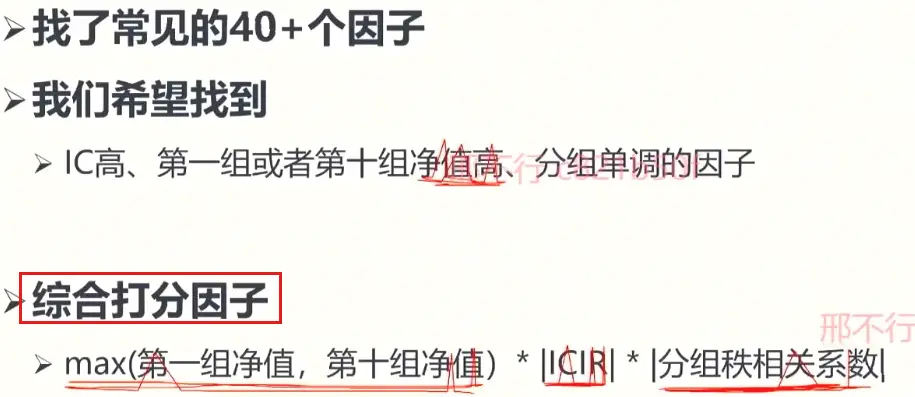 找了常见的40+个因子
我们希望找到
IC高、第一组或者第十组净值高、分组单调的因子
综合打分因子
邢不行
max(第一组净值，第十组净值) * |ICIR| * |分组秩相关系数|